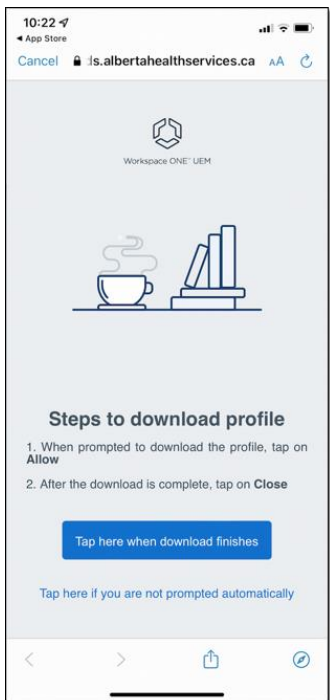 10:22
◀ App Store
Cancel ls.albertahealthservices.ca AA
Workspace ONE™ UEM
Steps to download profile
1. When prompted to download the profile, tap on
Allow
2. After the download is complete, tap on Close
Tap here when download finishes
Tap here if you are not prompted automatically